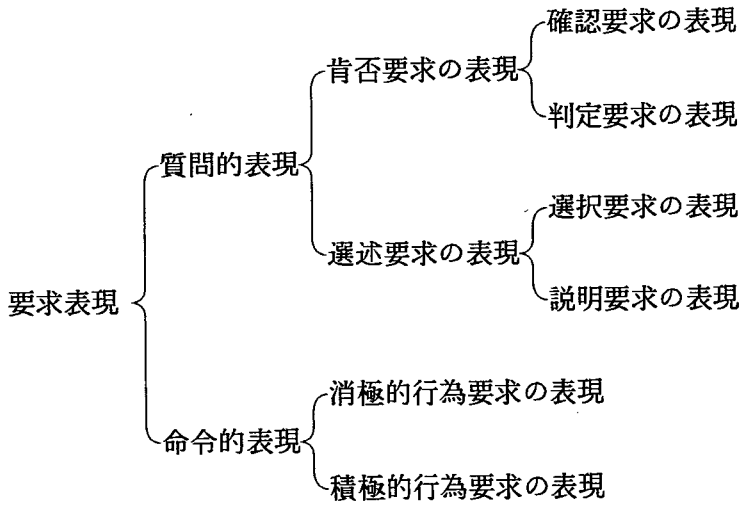 確認要求の表現
肯否要求の表現
判定要求の表現
質問的表現
選択要求の表現
選述要求の表現
説明要求の表現
要求表現
消極的行為要求の表現
命令的表現
積極的行為要求の表現